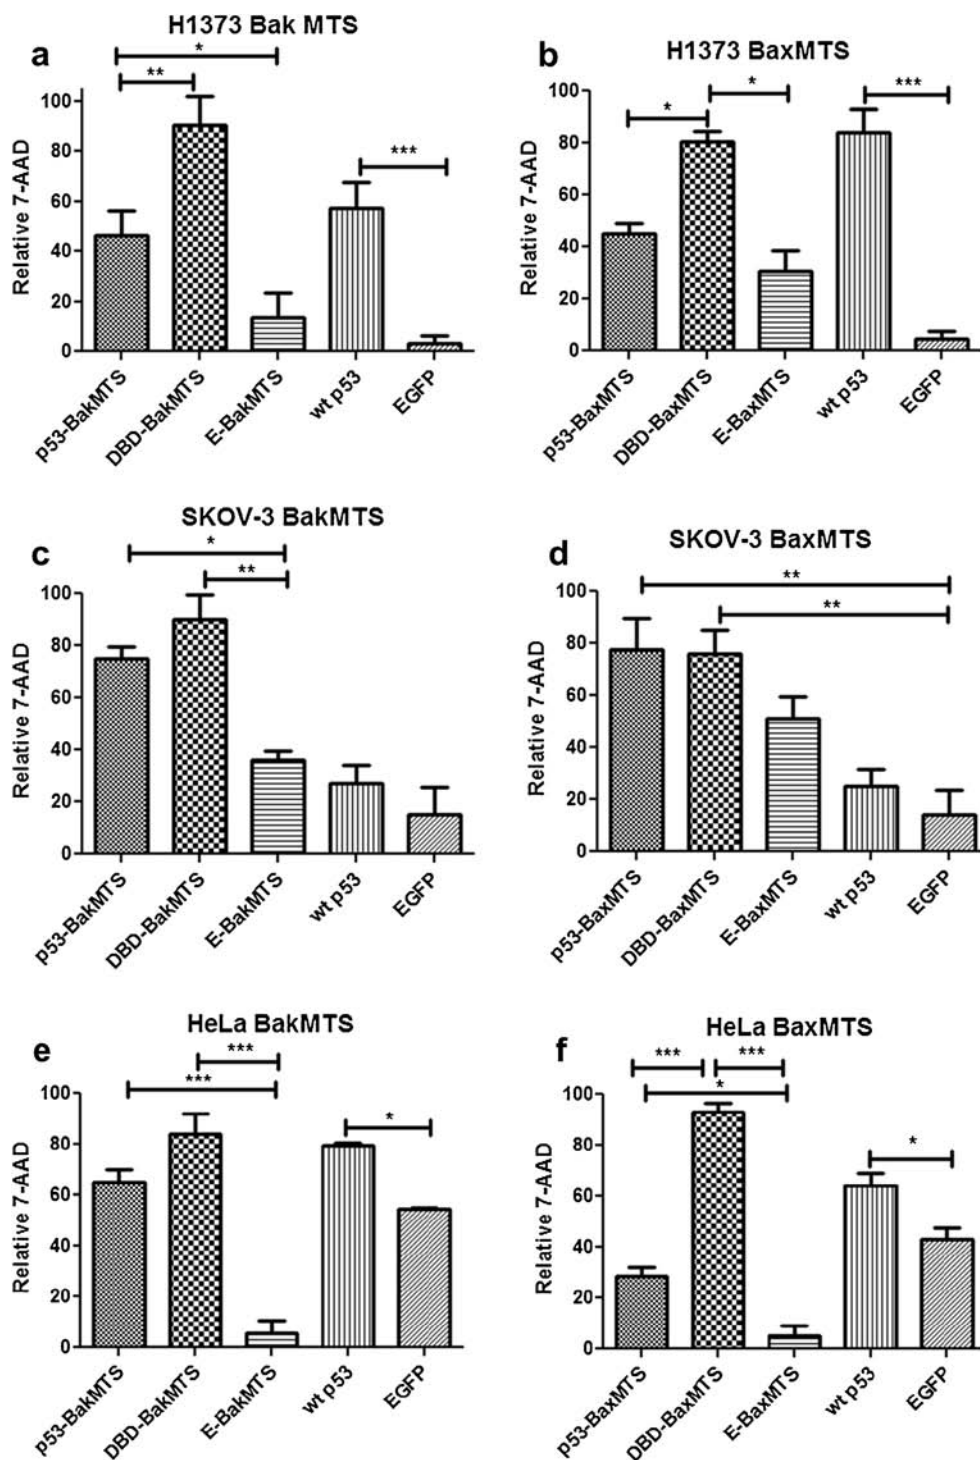 a
H1373 Bak MTS
*
**
***
Relative 7-AAD
100
80
60
40
20
0
p53-BakMTS
DBD-BakMTS
E-BakMTS
wt p53
EGFP
b
H1373 BaxMTS
*
*
***
Relative 7-AAD
100
80
60
40
20
0
p53-BaxMTS
DBD-BaxMTS
E-BaxMTS
wt p53
EGFP
c
SKOV-3 BakMTS
*
**
Relative 7-AAD
100
80
60
40
20
0
p53-BakMTS
DBD-BakMTS
E-BakMTS
wt p53
EGFP
d
SKOV-3 BaxMTS
**
**
Relative 7-AAD
100
80
60
40
20
0
p53-BaxMTS
DBD-BaxMTS
E-BaxMTS
wt p53
EGFP
e
HeLa BakMTS
***
***
*
Relative 7-AAD
100
80
60
40
20
0
p53-BakMTS
DBD-BakMTS
E-BakMTS
wt p53
EGFP
f
HeLa BaxMTS
*** ***
*
*
Relative 7-AAD
100
80
60
40
20
0
p53-BaxMTS
DBD-BaxMTS
E-BaxMTS
wt p53
EGFP